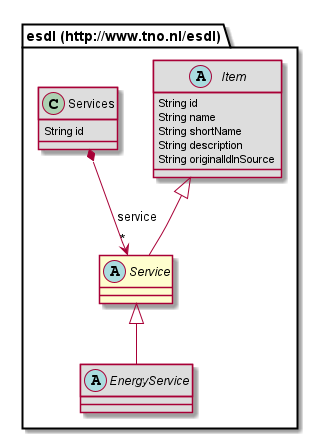 esdl (http://www.tno.nl/esdl)
A Item
String id
String name
String shortName
String description
String originalIdInSource
C Services
String id
service
*
A Service
A EnergyService